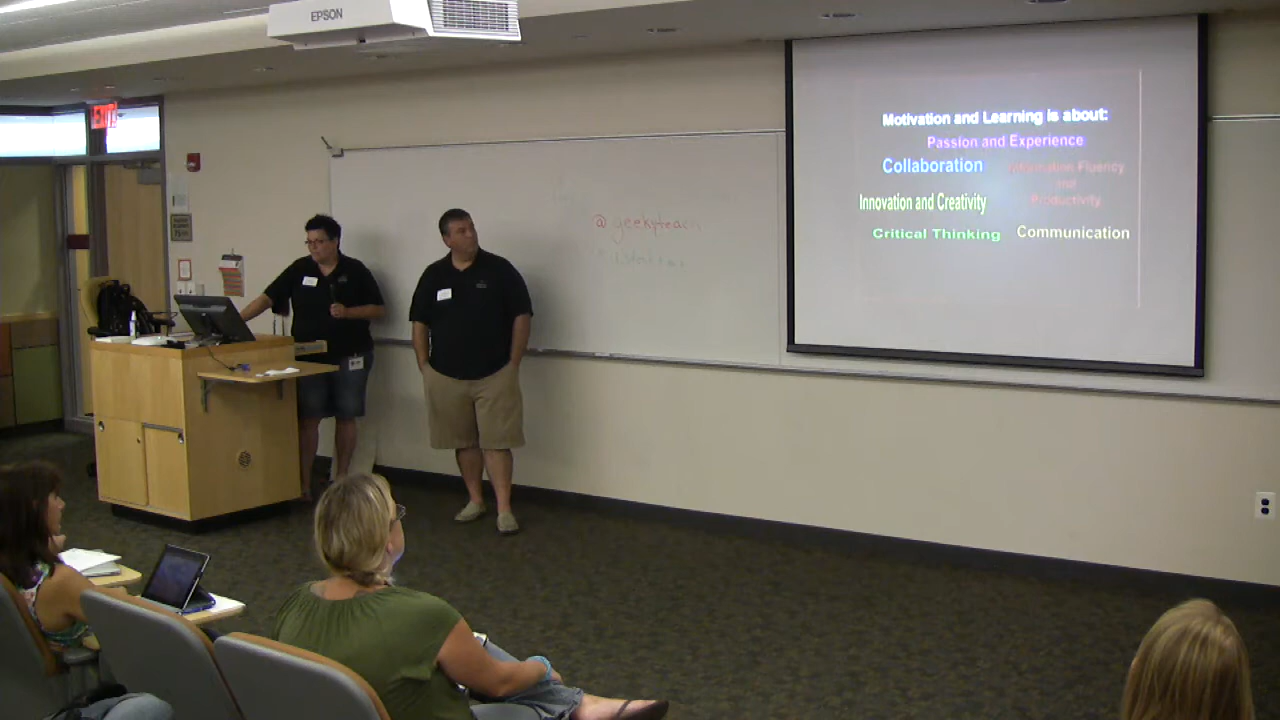 EPSON
EXIT
Motivation and Learning is about:
Passion and Experience
Collaboration
Information Fluency
and
Productivity
Innovation and Creativity
Critical Thinking
Communication
@geekyteach